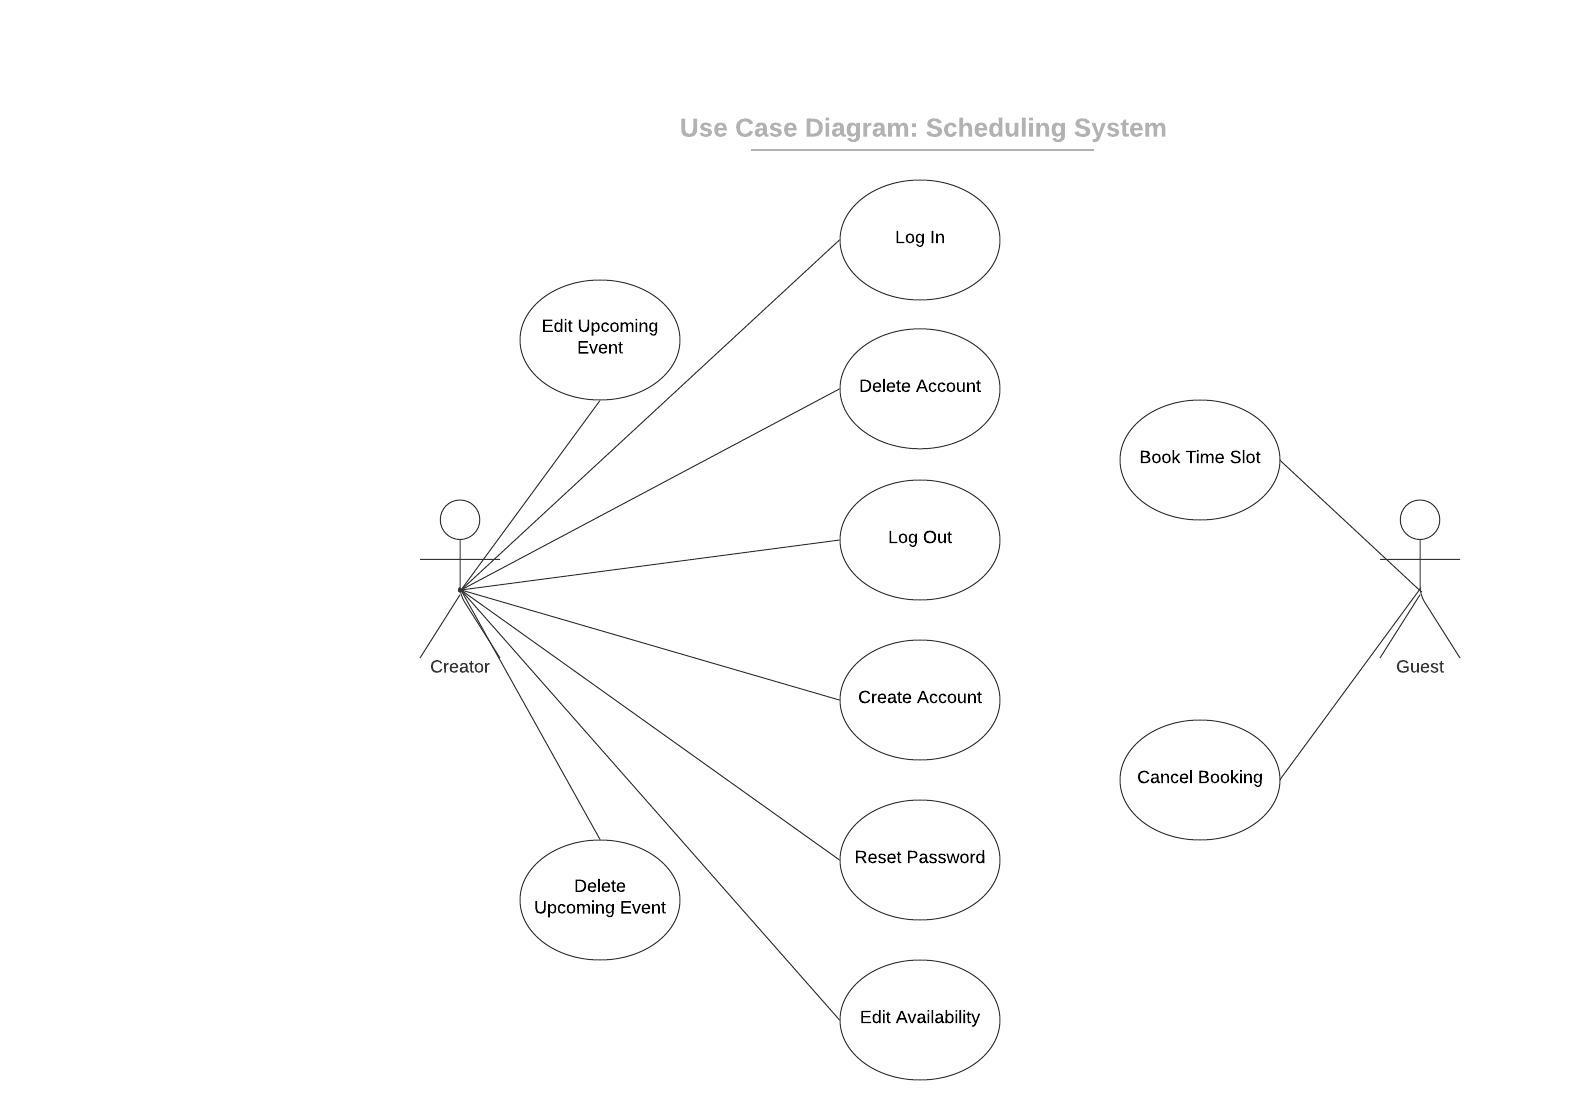 Use Case Diagram: Scheduling System
Log In
Edit Upcoming
Event
Delete Account
Book Time Slot
Log Out
Creator
Guest
Create Account
Cancel Booking
Reset Password
Delete
Upcoming Event
Edit Availability